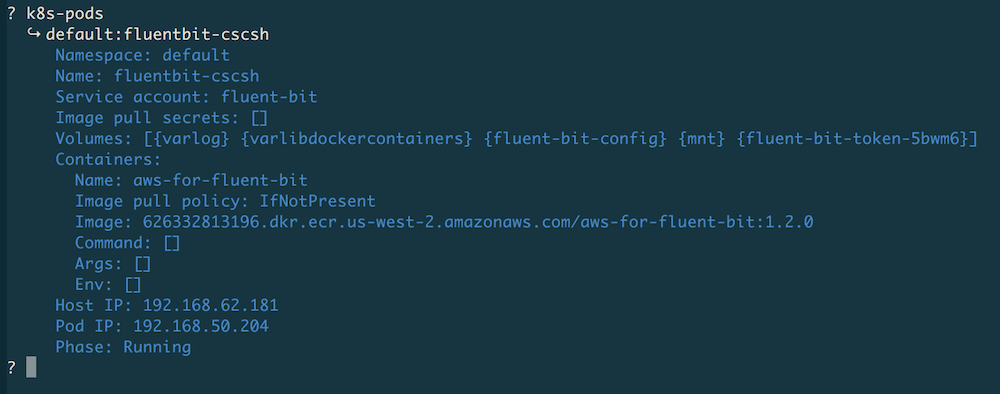 ? k8s-pods
↪ default:fluentbit-cscsh
Namespace: default
Name: fluentbit-cscsh
Service account: fluent-bit
Image pull secrets: []
Volumes: [{varlog} {varlibdockercontainers} {fluent-bit-config} {mnt} {fluent-bit-token-5bwm6}]
Containers:
Name: aws-for-fluent-bit
Image pull policy: IfNotPresent
Image: 626332813196.dkr.ecr.us-west-2.amazonaws.com/aws-for-fluent-bit:1.2.0
Command: []
Args: []
Env: []
Host IP: 192.168.62.181
Pod IP: 192.168.50.204
Phase: Running
?